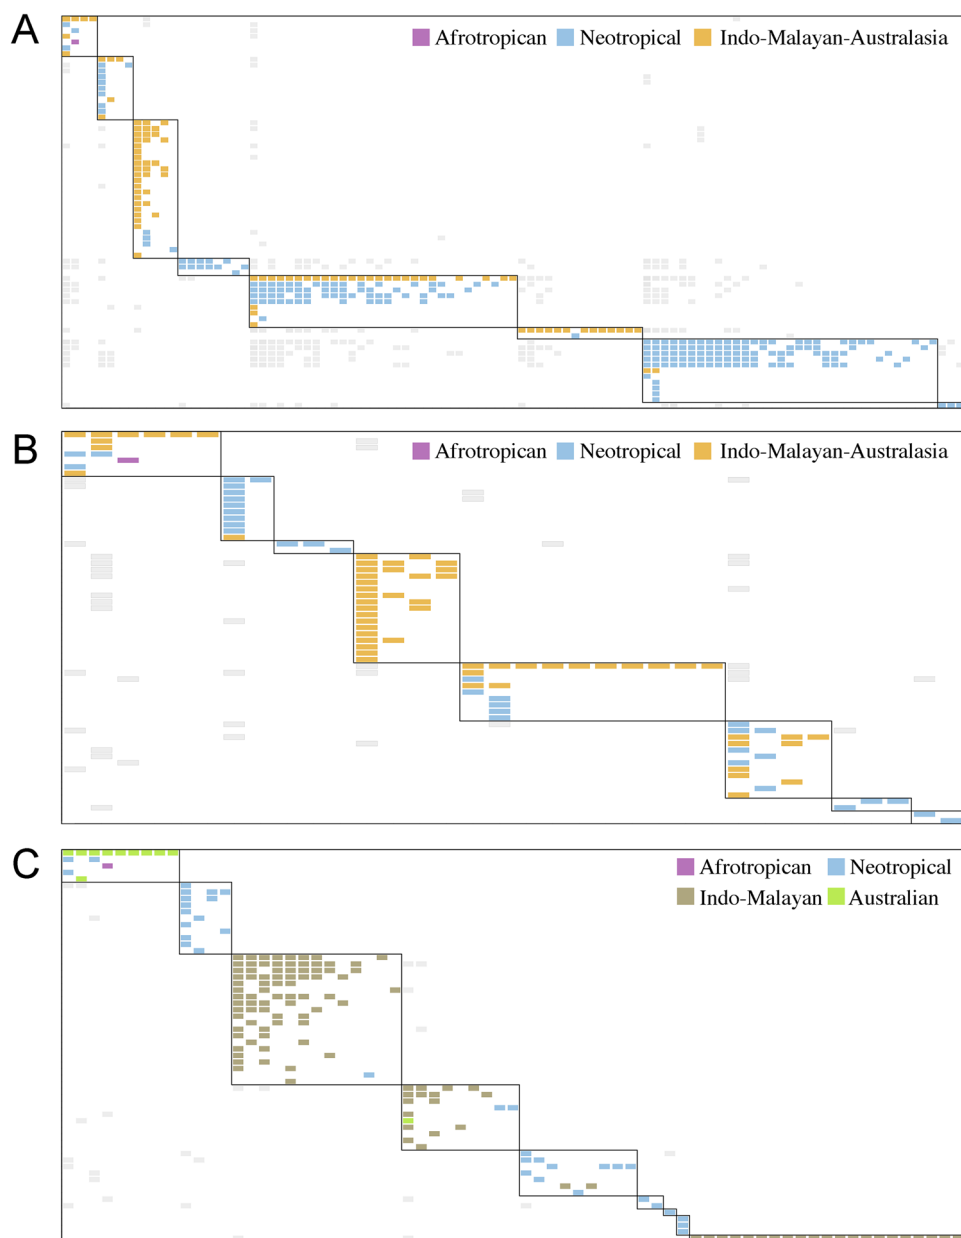 A
Afrotropican Neotropical Indo-Malayan-Australasia
B
Afrotropican Neotropical Indo-Malayan-Australasia
C
Afrotropican Neotropical
Indo-Malayan Australian